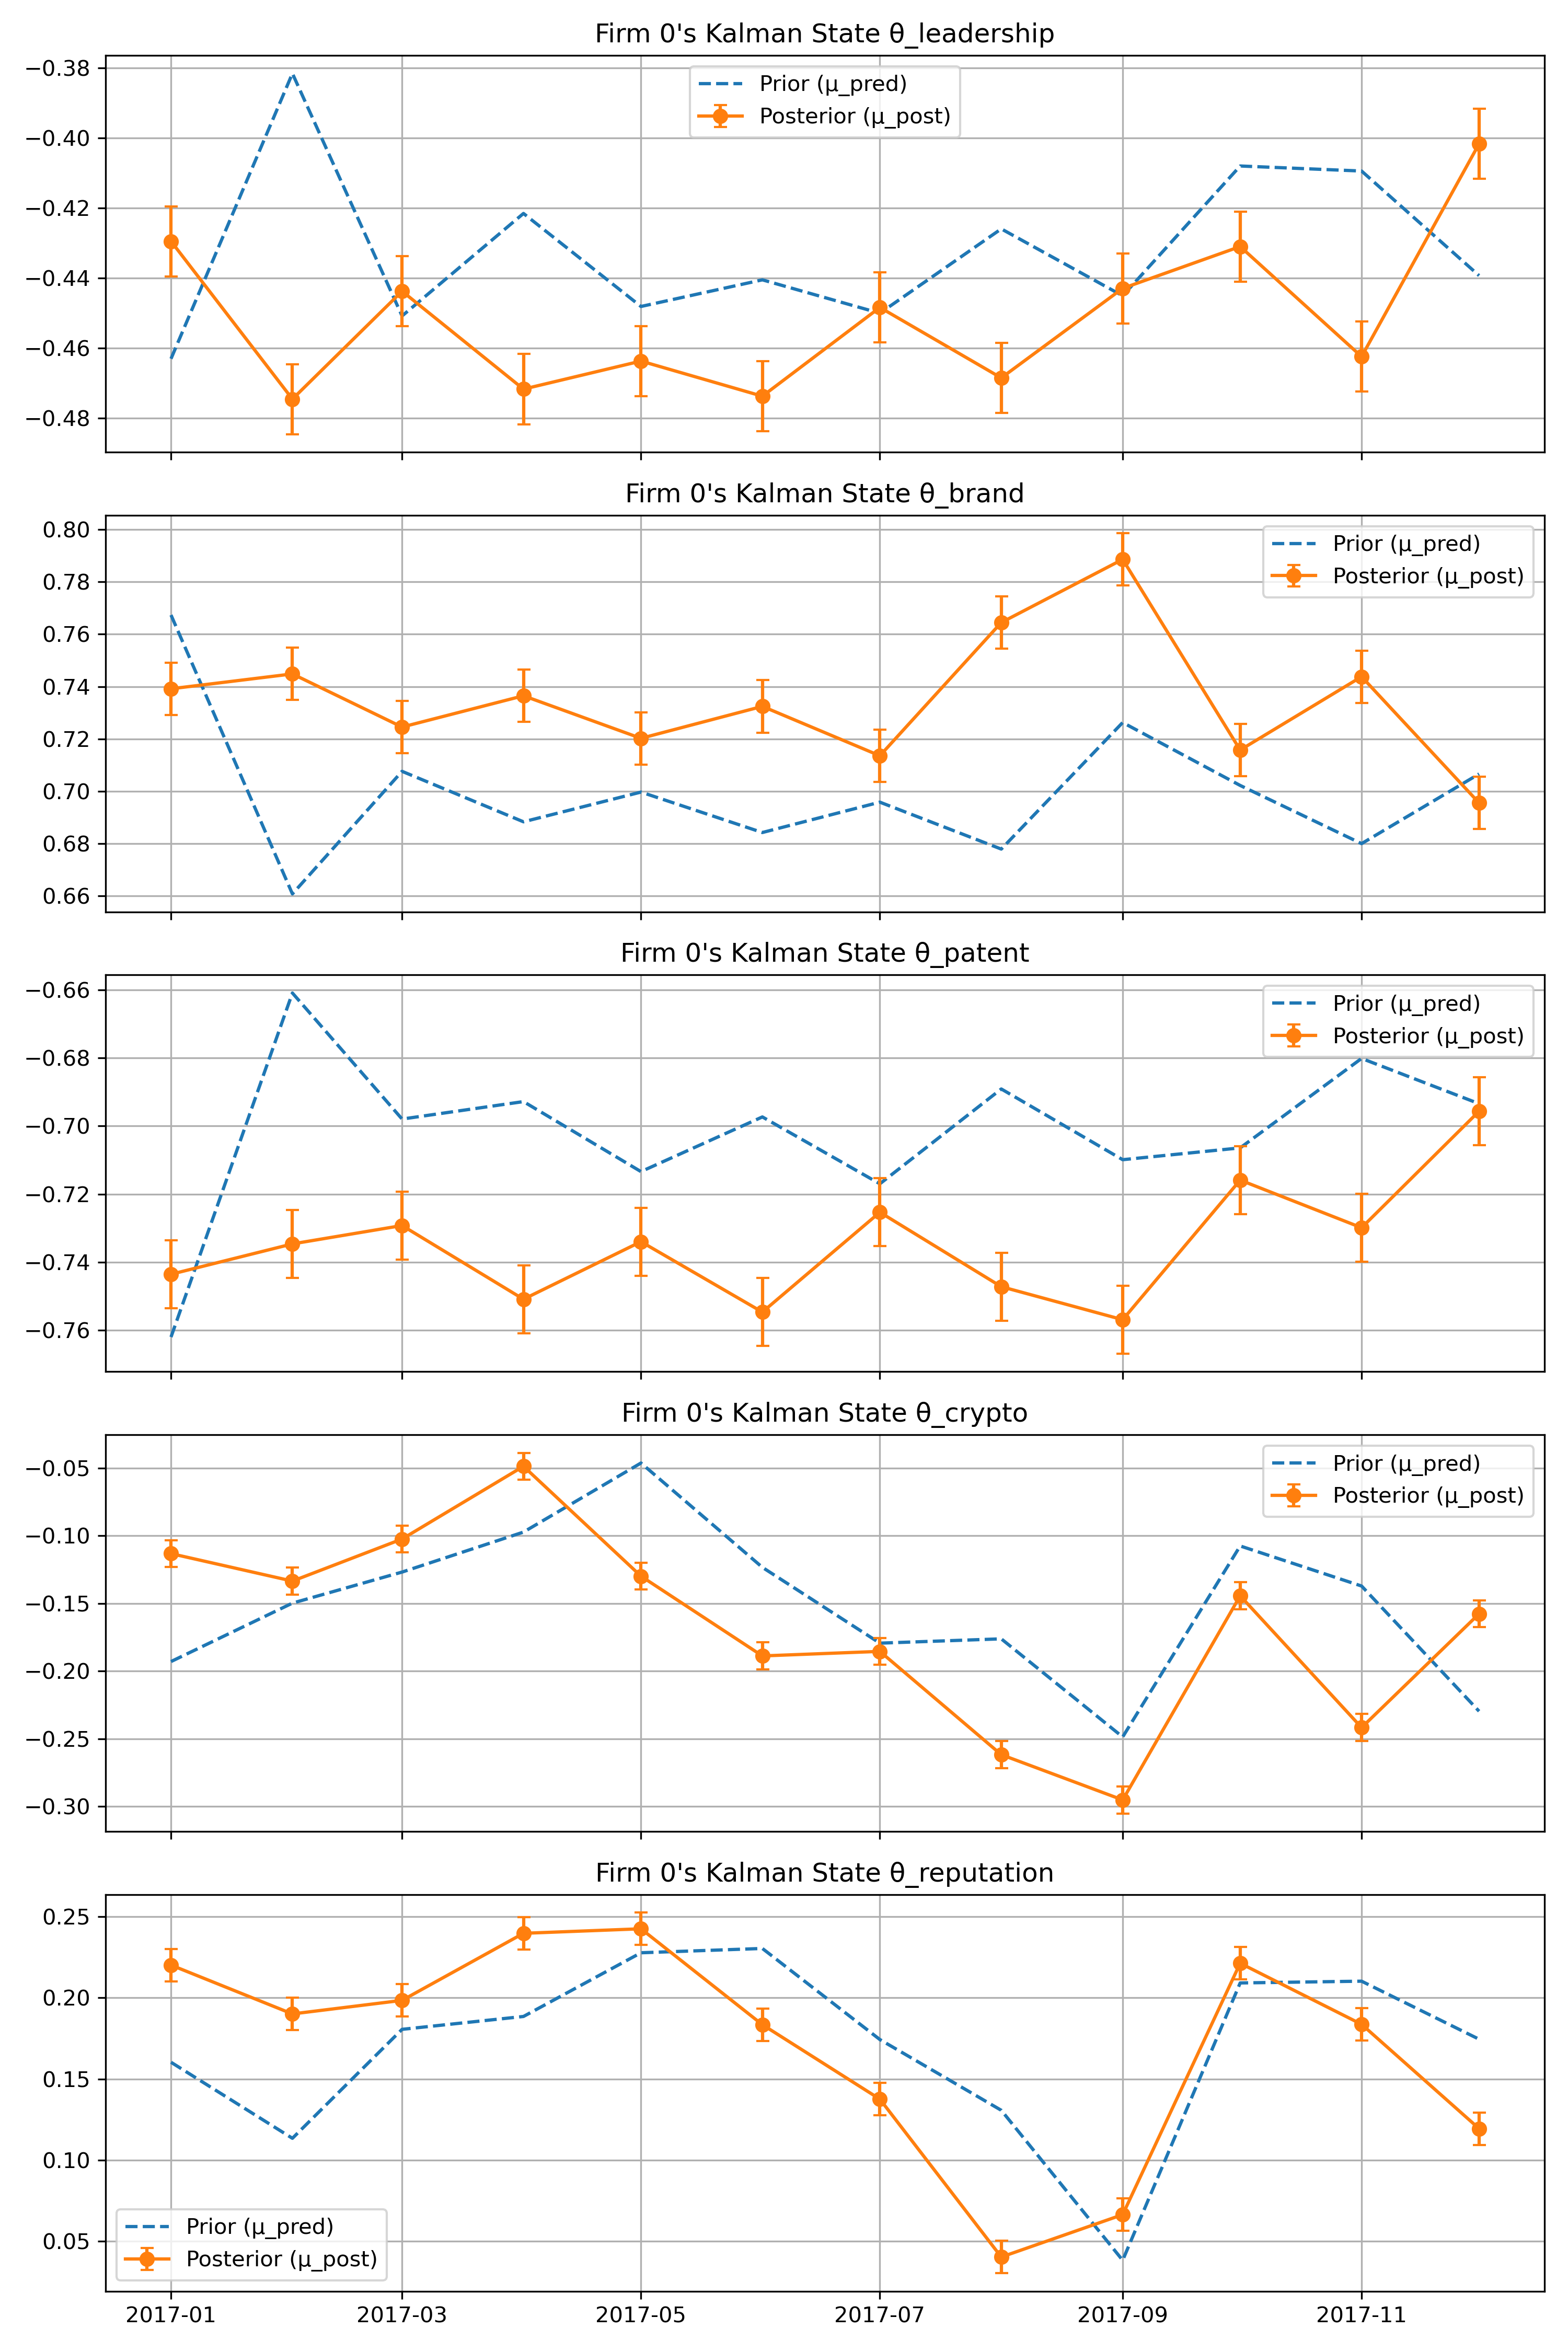 Firm 0's Kalman State θ_leadership
−0.38
−0.40
−0.42
−0.44
−0.46
−0.48
Prior (μ_pred)
Posterior (μ_post)
Firm 0's Kalman State θ_brand
0.80
0.78
0.76
0.74
0.72
0.70
0.68
0.66
Prior (μ_pred)
Posterior (μ_post)
Firm 0's Kalman State θ_patent
−0.66
−0.68
−0.70
−0.72
−0.74
−0.76
Prior (μ_pred)
Posterior (μ_post)
Firm 0's Kalman State θ_crypto
−0.05
−0.10
−0.15
−0.20
−0.25
−0.30
Prior (μ_pred)
Posterior (μ_post)
Firm 0's Kalman State θ_reputation
0.25
0.20
0.15
0.10
0.05
Prior (μ_pred)
Posterior (μ_post)
2017-01 2017-03 2017-05 2017-07 2017-09 2017-11